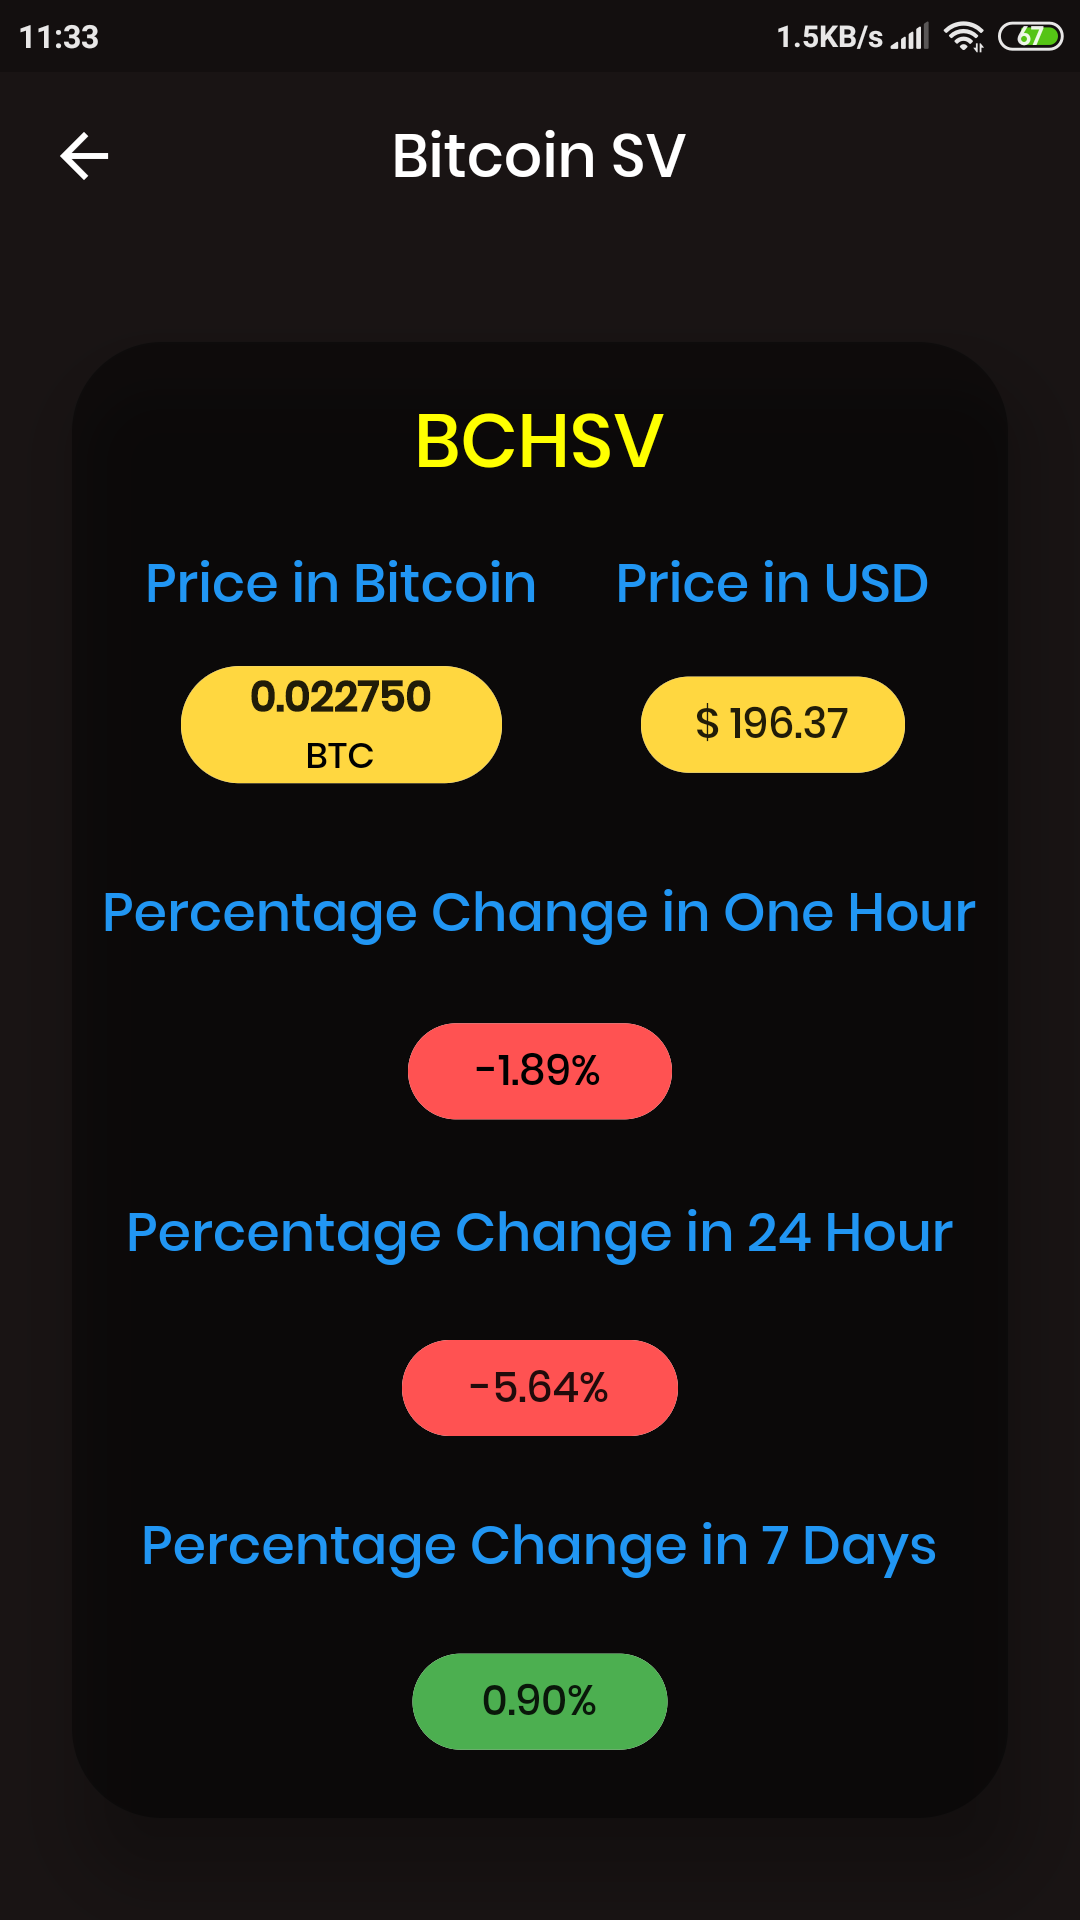 11:33 1.5KB/s 67
Bitcoin SV
BCHSV
Price in Bitcoin Price in USD
0.022750
BTC
$ 196.37
Percentage Change in One Hour
-1.89%
Percentage Change in 24 Hour
-5.64%
Percentage Change in 7 Days
0.90%